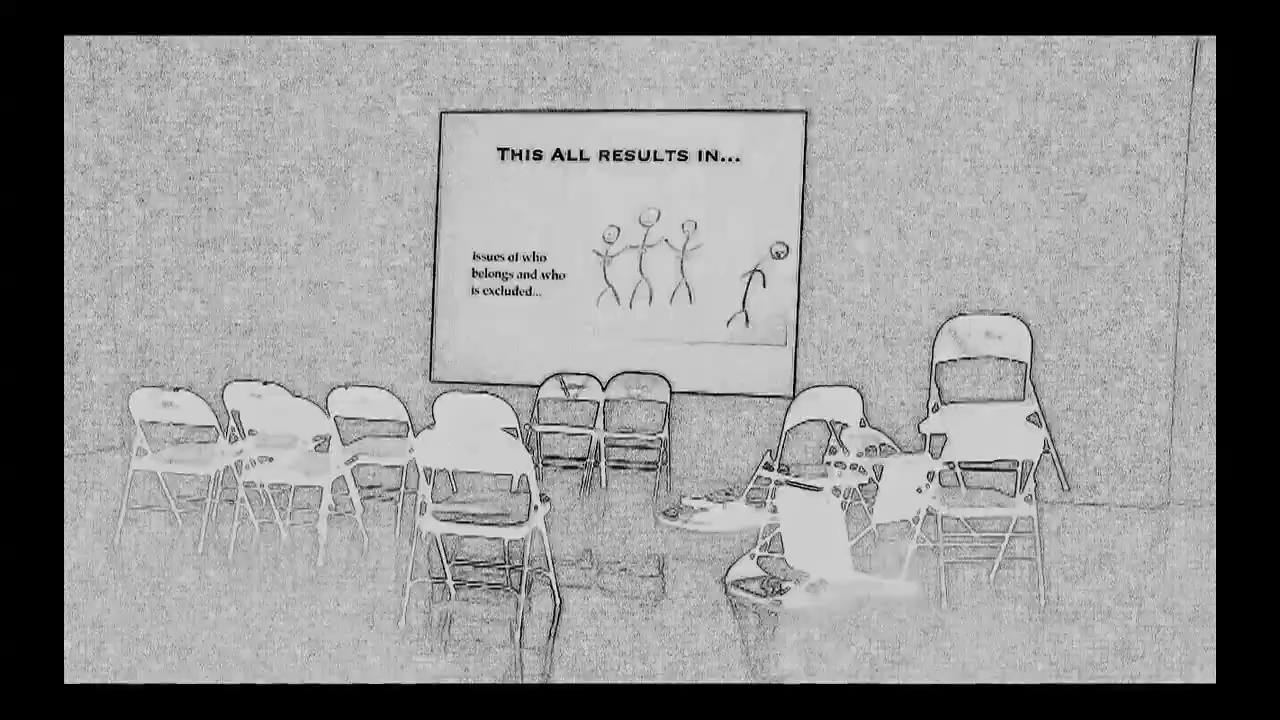 THIS ALL RESULTS IN...
Issues of who
belongs and who
is excluded...